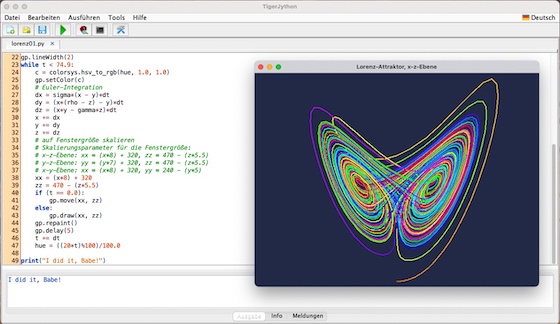 TigerJython
Datei Bearbeiten Ausführen Tools Hilfe Deutsch
lorenz01.py ×
22 gp.lineWidth(2)
23 while t < 74.9:
24 c = colorsys.hsv_to_rgb(hue, 1.0, 1.0)
25 gp.setColor(c)
26 # Euler-Integration
27 dx = sigma*(x - y)*dt
28 dy = (x*(rho - z) - y)*dt
29 dz = (x*y - gamma*z)*dt
30 x += dx
31 y += dy
32 z += dz
33 # auf Fenstergröße skalieren
34 # Skalierungsparameter für die Fenstergröße:
35 # x-z-Ebene: xx = (x*8) + 320, zz = 470 - (z*5.5)
36 # y-z-Ebene: yy = (y*7) + 320, zz = 470 - (z*5.5)
37 # x-y-Ebene: xx = (x*8) + 320, yy = 240 - (y*5)
38 xx = (x*8) + 320
39 zz = 470 - (z*5.5)
40 if (t == 0.0):
41 gp.move(xx, zz)
42 else:
43 gp.draw(xx, zz)
44 gp.repaint()
45 gp.delay(5)
46 t += dt
47 hue = ((20*t)%100)/100.0
48
49 print("I did it, Babe!")
Lorenz-Attraktor, x-z-Ebene
I did it, Babe!
Ausgabe Info Meldungen